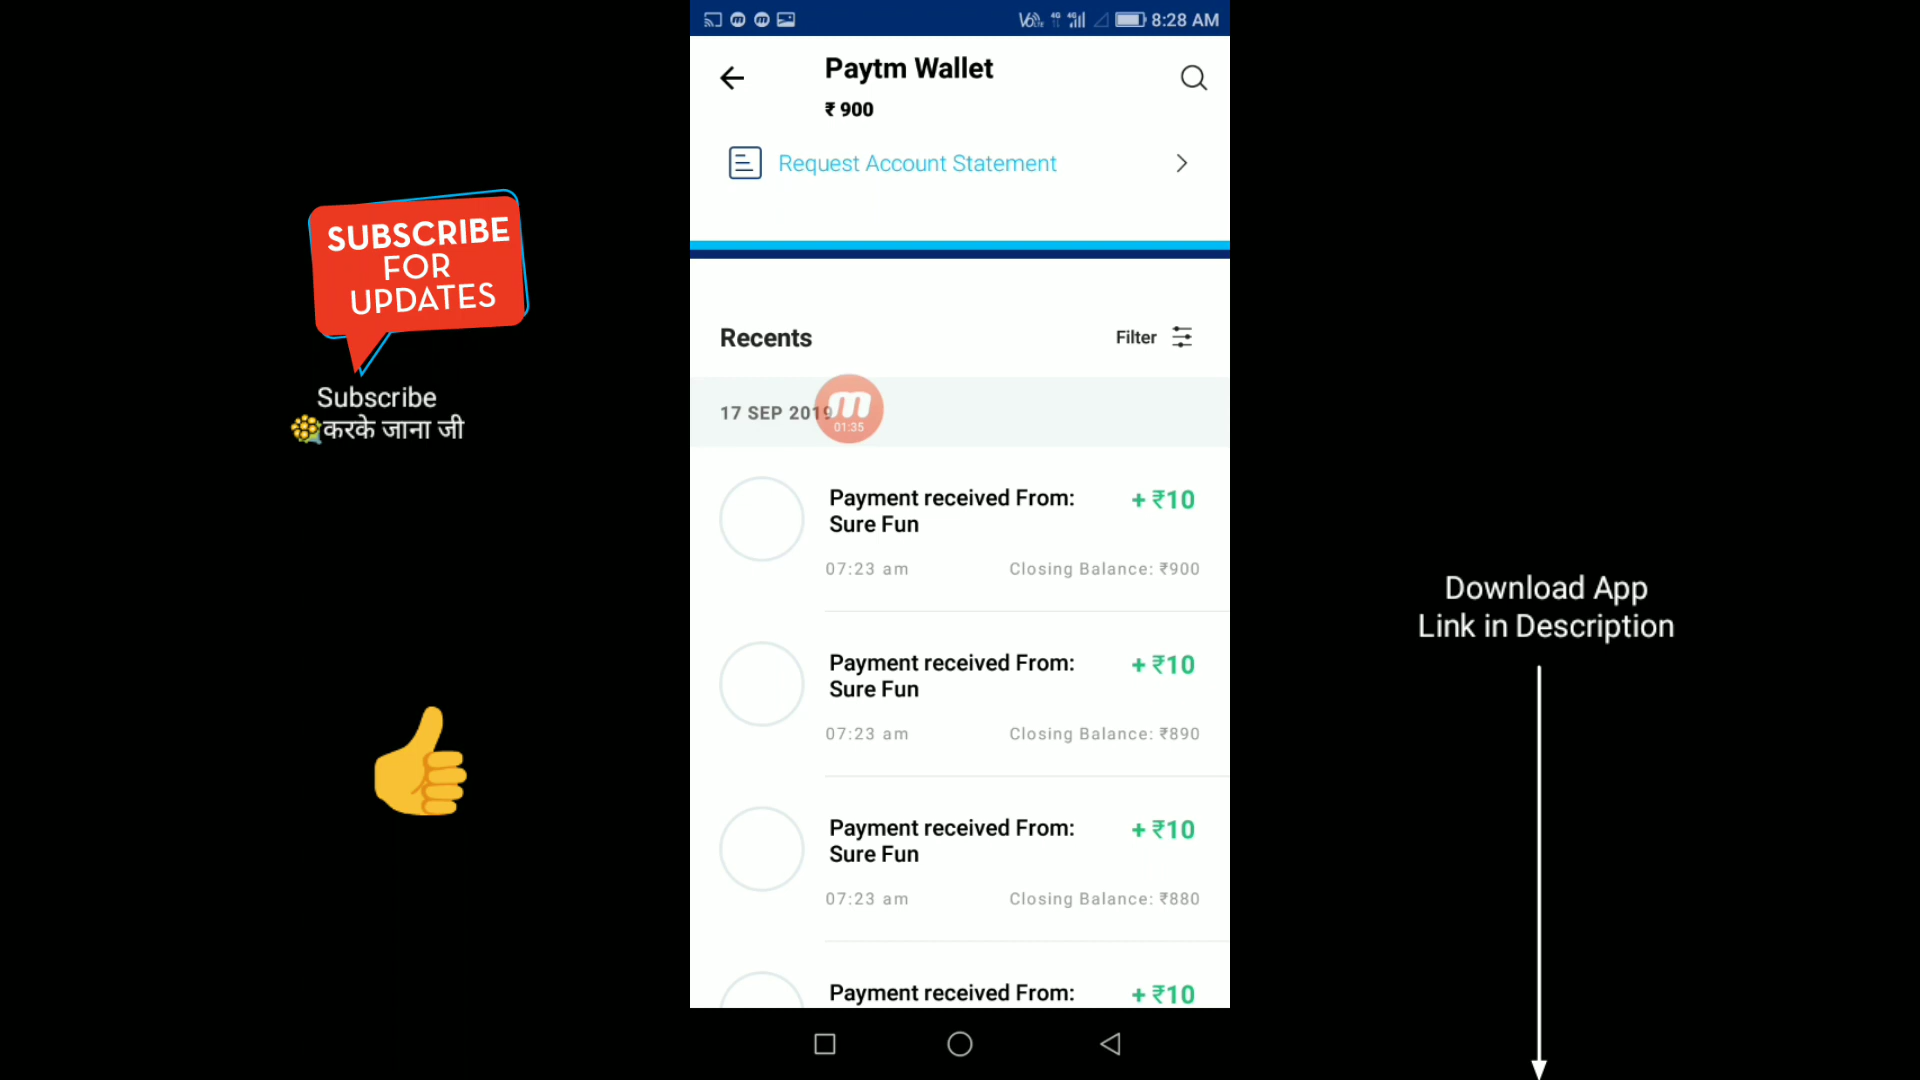 8:28 AM
Paytm Wallet
₹ 900
Request Account Statement
SUBSCRIBE
FOR
UPDATES
Subscribe
करके जाना जी
Recents
Filter
17 SEP 2019
01:35
Payment received From:
Sure Fun
+ ₹10
07:23 am
Closing Balance: ₹900
Payment received From:
Sure Fun
+ ₹10
07:23 am
Closing Balance: ₹890
Payment received From:
Sure Fun
+ ₹10
07:23 am
Closing Balance: ₹880
Payment received From:
+ ₹10
Download App
Link in Description